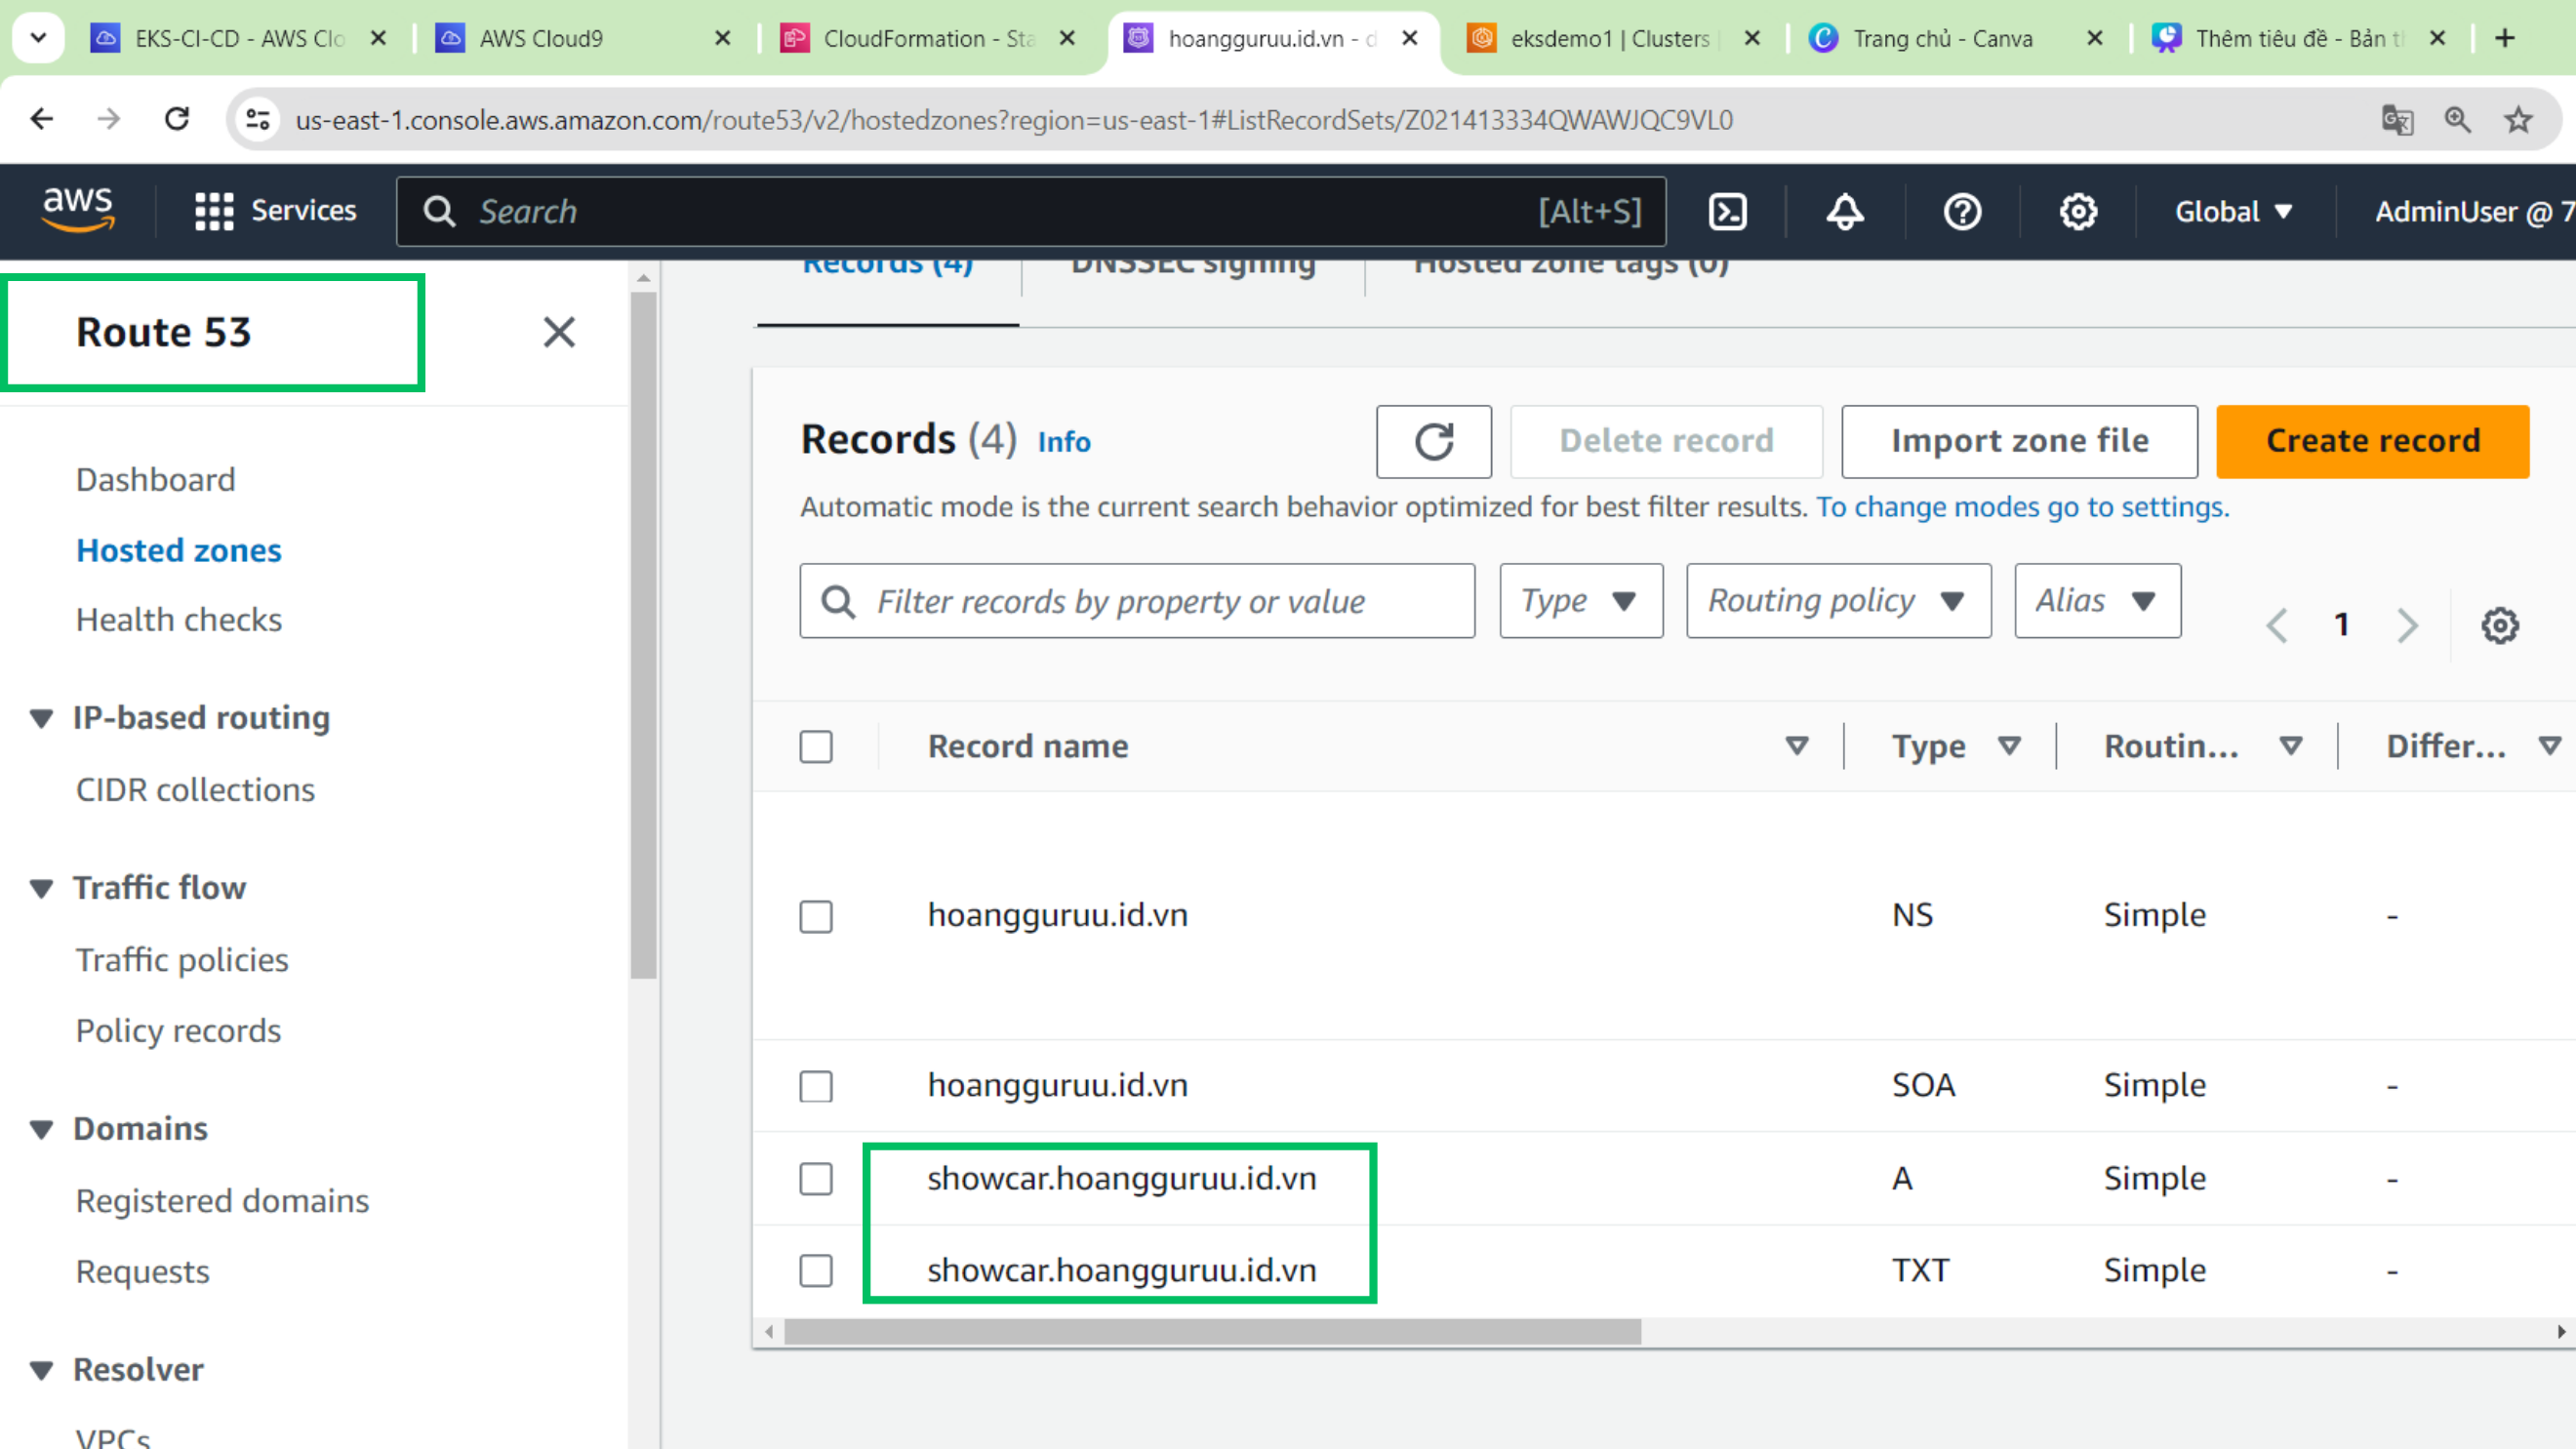 EKS-CI-CD - AWS Clo
AWS Cloud9
CloudFormation - Sta
hoangguruu.id.vn - d
eksdemo1 | Clusters |
Trang chủ - Canva
Thêm tiêu đề - Bản th
us-east-1.console.aws.amazon.com/route53/v2/hostedzones?region=us-east-1#ListRecordSets/Z021413334QWAWJQC9VL0
aws
Services
Search
[Alt+S]
Global
AdminUser @ 7
Route 53
Dashboard
Hosted zones
Health checks
IP-based routing
CIDR collections
Traffic flow
Traffic policies
Policy records
Domains
Registered domains
Requests
Resolver
VPCs
Records (4)
DNSSEC signing
Hosted zone tags (0)
Records (4) Info
Delete record
Import zone file
Create record
Automatic mode is the current search behavior optimized for best filter results. To change modes go to settings.
Filter records by property or value
Type
Routing policy
Alias
1
Record name Type Routin... Differ...
hoangguruu.id.vn NS Simple -
hoangguruu.id.vn SOA Simple -
showcar.hoangguruu.id.vn A Simple -
showcar.hoangguruu.id.vn TXT Simple -